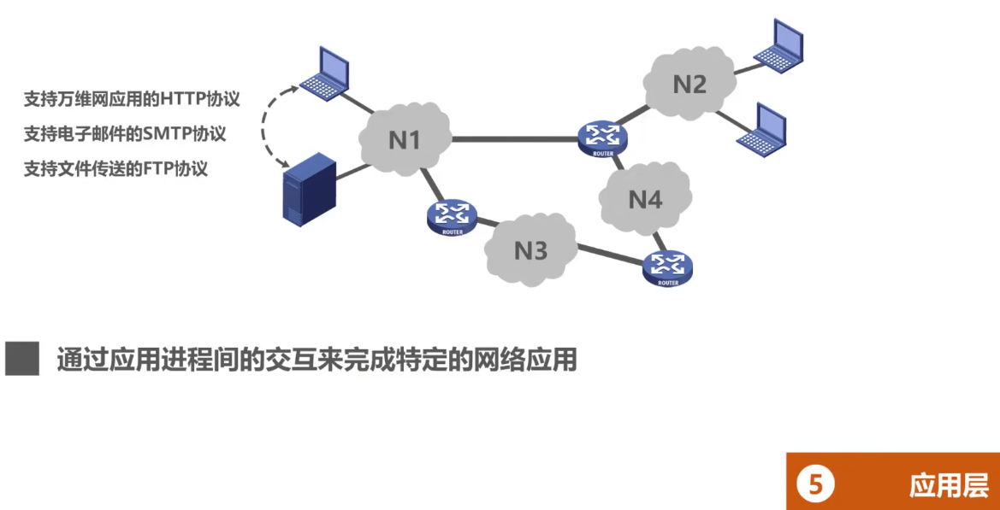 支持万维网应用的HTTP协议
支持电子邮件的SMTP协议
支持文件传送的FTP协议
N1
N2
ROUTER
N4
ROUTER
N3
ROUTER
通过应用进程间的交互来完成特定的网络应用
5 应用层